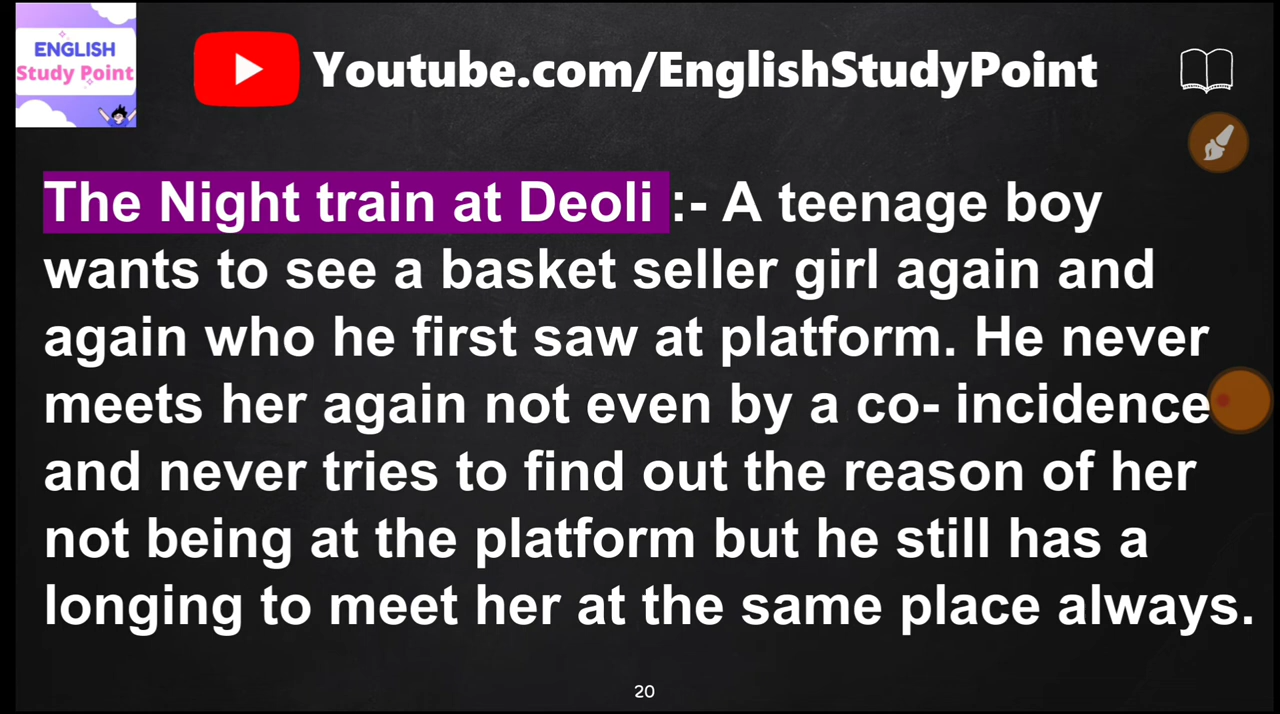 ENGLISH
Study Point
Youtube.com/EnglishStudyPoint
The Night train at Deoli :- A teenage boy
wants to see a basket seller girl again and
again who he first saw at platform. He never
meets her again not even by a co- incidence
and never tries to find out the reason of her
not being at the platform but he still has a
longing to meet her at the same place always.
20